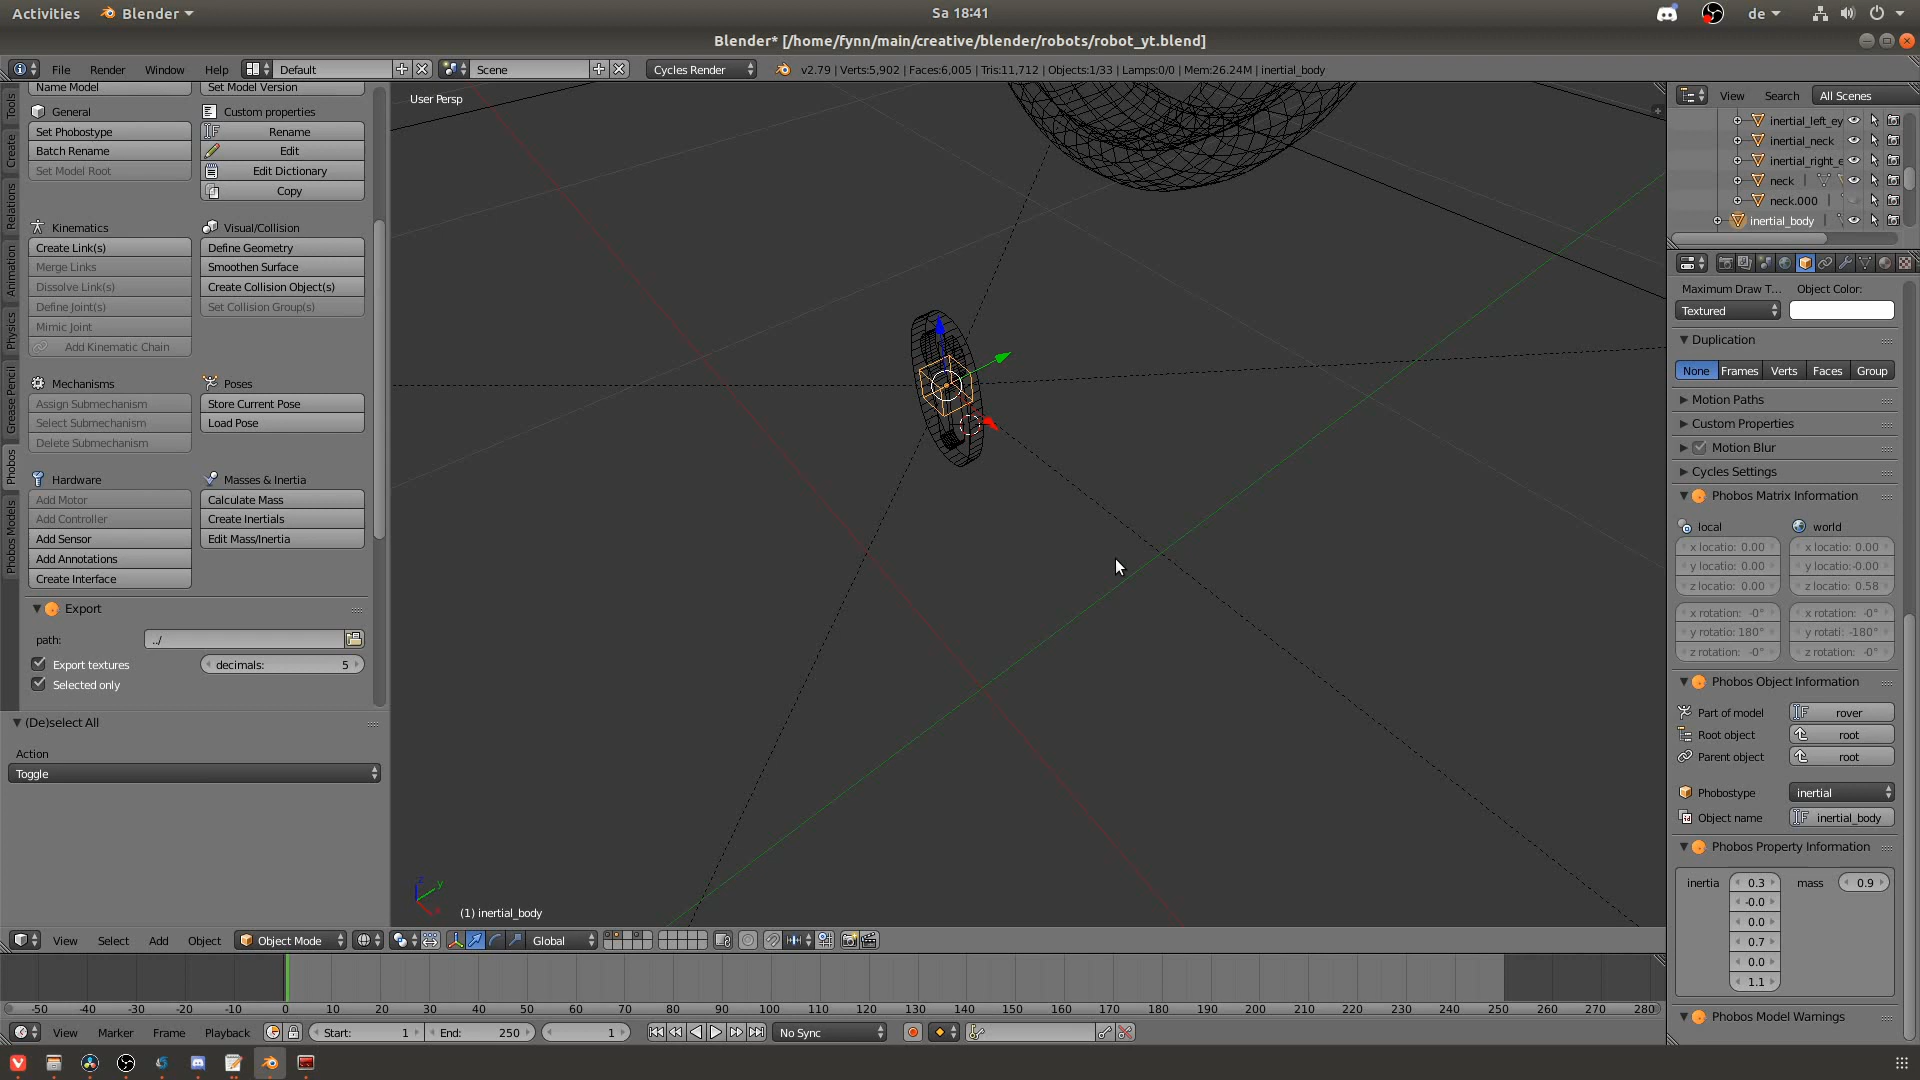 Activities Blender Sa 18:41 de
Blender* [/home/fynn/main/creative/blender/robots/robot_yt.blend]
File Render Window Help Default Scene Cycles Render v2.79 | Verts:5,902 | Faces:6,005 | Tris:11,712 | Objects:1/33 | Lamps:0/0 | Mem:26.24M | inertial_body
Tools
Create
Relations
Animation
Physics
Grease Pencil
Phobos
Phobos Models
Name Model Set Model Version
General Custom properties
Set Phobostype Rename
Batch Rename Edit
Set Model Root Edit Dictionary
Copy
Kinematics Visual/Collision
Create Link(s) Define Geometry
Merge Links Smoothen Surface
Dissolve Link(s) Create Collision Object(s)
Define Joint(s) Set Collision Group(s)
Mimic Joint
Add Kinematic Chain
Mechanisms Poses
Assign Submechanism Store Current Pose
Select Submechanism Load Pose
Delete Submechanism
Hardware Masses & Inertia
Add Motor Calculate Mass
Add Controller Create Inertials
Add Sensor Edit Mass/Inertia
Add Annotations
Create Interface
Export
path: ../
Export textures decimals: 5
Selected only
(De)select All
Action
Toggle
User Persp
z y x
(1) inertial_body
View Select Add Object Object Mode Global
-50 -40 -30 -20 -10 0 10 20 30 40 50 60 70 80 90 100 110 120 130 140 150 160 170 180 190 200 210 220 230 240 250 260 270 280
View Marker Frame Playback Start: 1 End: 250 1 No Sync
View Search All Scenes
inertial_left_ey
inertial_neck
inertial_right_e
neck
neck.000
inertial_body
Maximum Draw T... Object Color:
Textured
Duplication
None Frames Verts Faces Group
Motion Paths
Custom Properties
Motion Blur
Cycles Settings
Phobos Matrix Information
local world
x locatio: 0.00 x locatio: 0.00
y locatio: 0.00 y locatio:-0.00
z locatio: 0.00 z locatio: 0.58
x rotation: -0° x rotation: -0°
y rotatio: 180° y rotati: -180°
z rotation: -0° z rotation: -0°
Phobos Object Information
Part of model rover
Root object root
Parent object root
Phobostype inertial
Object name inertial_body
Phobos Property Information
inertia 0.3 mass 0.9
-0.0
0.0
0.7
0.0
1.1
Phobos Model Warnings